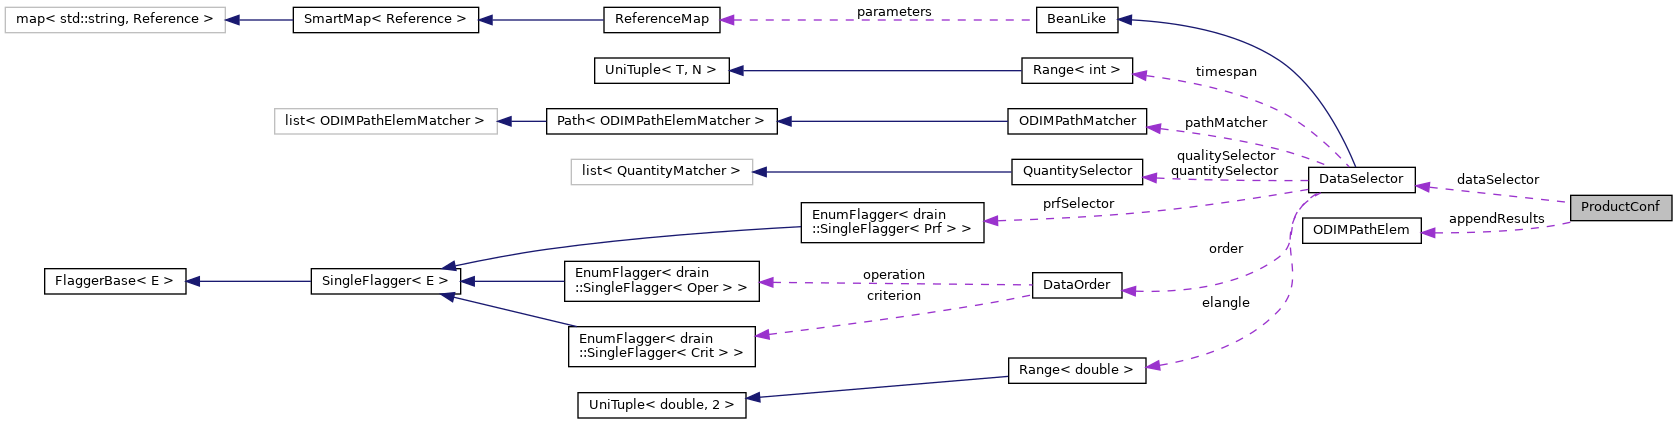 map< std::string, Reference >
SmartMap< Reference >
ReferenceMap
parameters
BeanLike
UniTuple< T, N >
Range< int >
timespan
list< ODIMPathElemMatcher >
Path< ODIMPathElemMatcher >
ODIMPathMatcher
pathMatcher
list< QuantityMatcher >
QuantitySelector
qualitySelector
quantitySelector
DataSelector
dataSelector
ProductConf
EnumFlagger< drain
::SingleFlagger< Prf > >
prfSelector
ODIMPathElem
appendResults
order
FlaggerBase< E >
SingleFlagger< E >
EnumFlagger< drain
::SingleFlagger< Oper > >
operation
criterion
DataOrder
elangle
EnumFlagger< drain
::SingleFlagger< Crit > >
Range< double >
UniTuple< double, 2 >